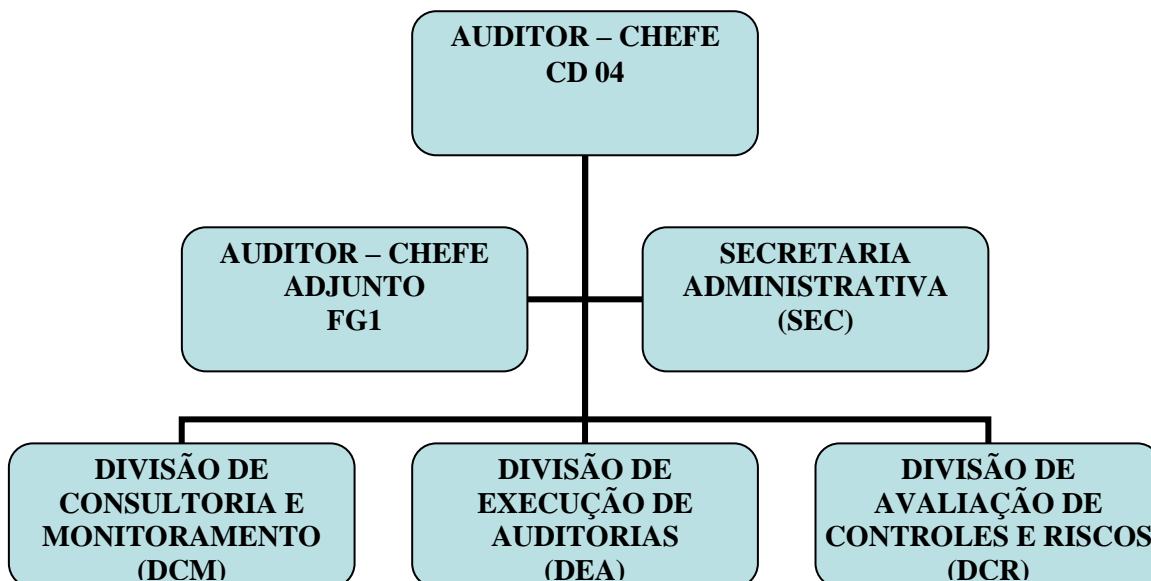 AUDITOR – CHEFE
CD 04
AUDITOR – CHEFE
ADJUNTO
FG1
SECRETARIA
ADMINISTRATIVA
(SEC)
DIVISÃO DE
CONSULTORIA E
MONITORAMENTO
(DCM)
DIVISÃO DE
EXECUÇÃO DE
AUDITORIAS
(DEA)
DIVISÃO DE
AVALIAÇÃO DE
CONTROLES E RISCOS
(DCR)